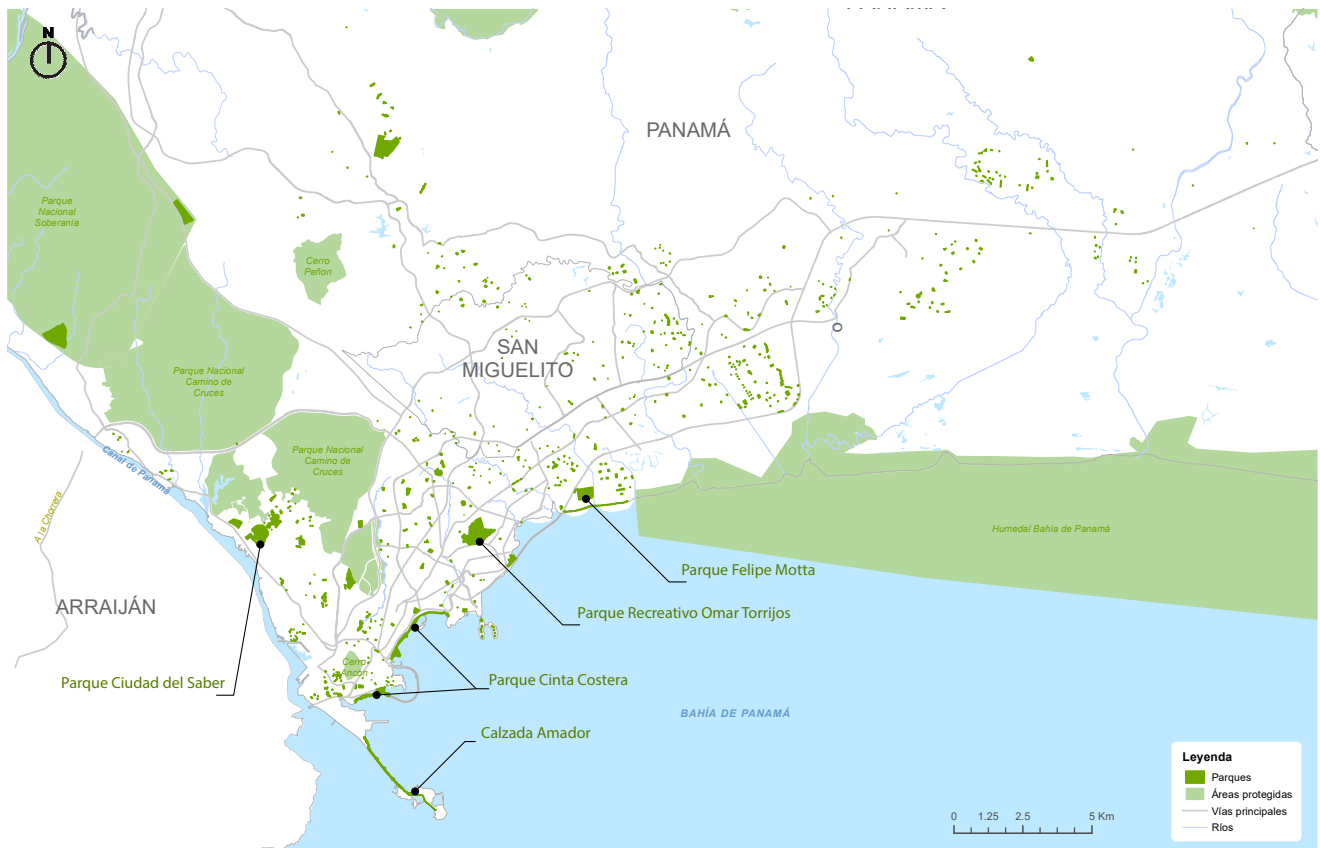 N
PANAMÁ
Parque
Nacional
Soberanía
Cerro
Peñon
SAN
MIGUELITO
Parque Nacional
Camino de
Cruces
Parque Nacional
Camino de
Cruces
Canal de Panamá
A la Chorrera
Humedal Bahía de Panamá
Parque Felipe Motta
ARRAIJÁN
Parque Recreativo Omar Torrijos
Cerro
Ancón
Parque Ciudad del Saber
Parque Cinta Costera
BAHÍA DE PANAMÁ
Calzada Amador
Leyenda
Parques
Áreas protegidas
Vías principales
Ríos
0 1.25 2.5 5 Km